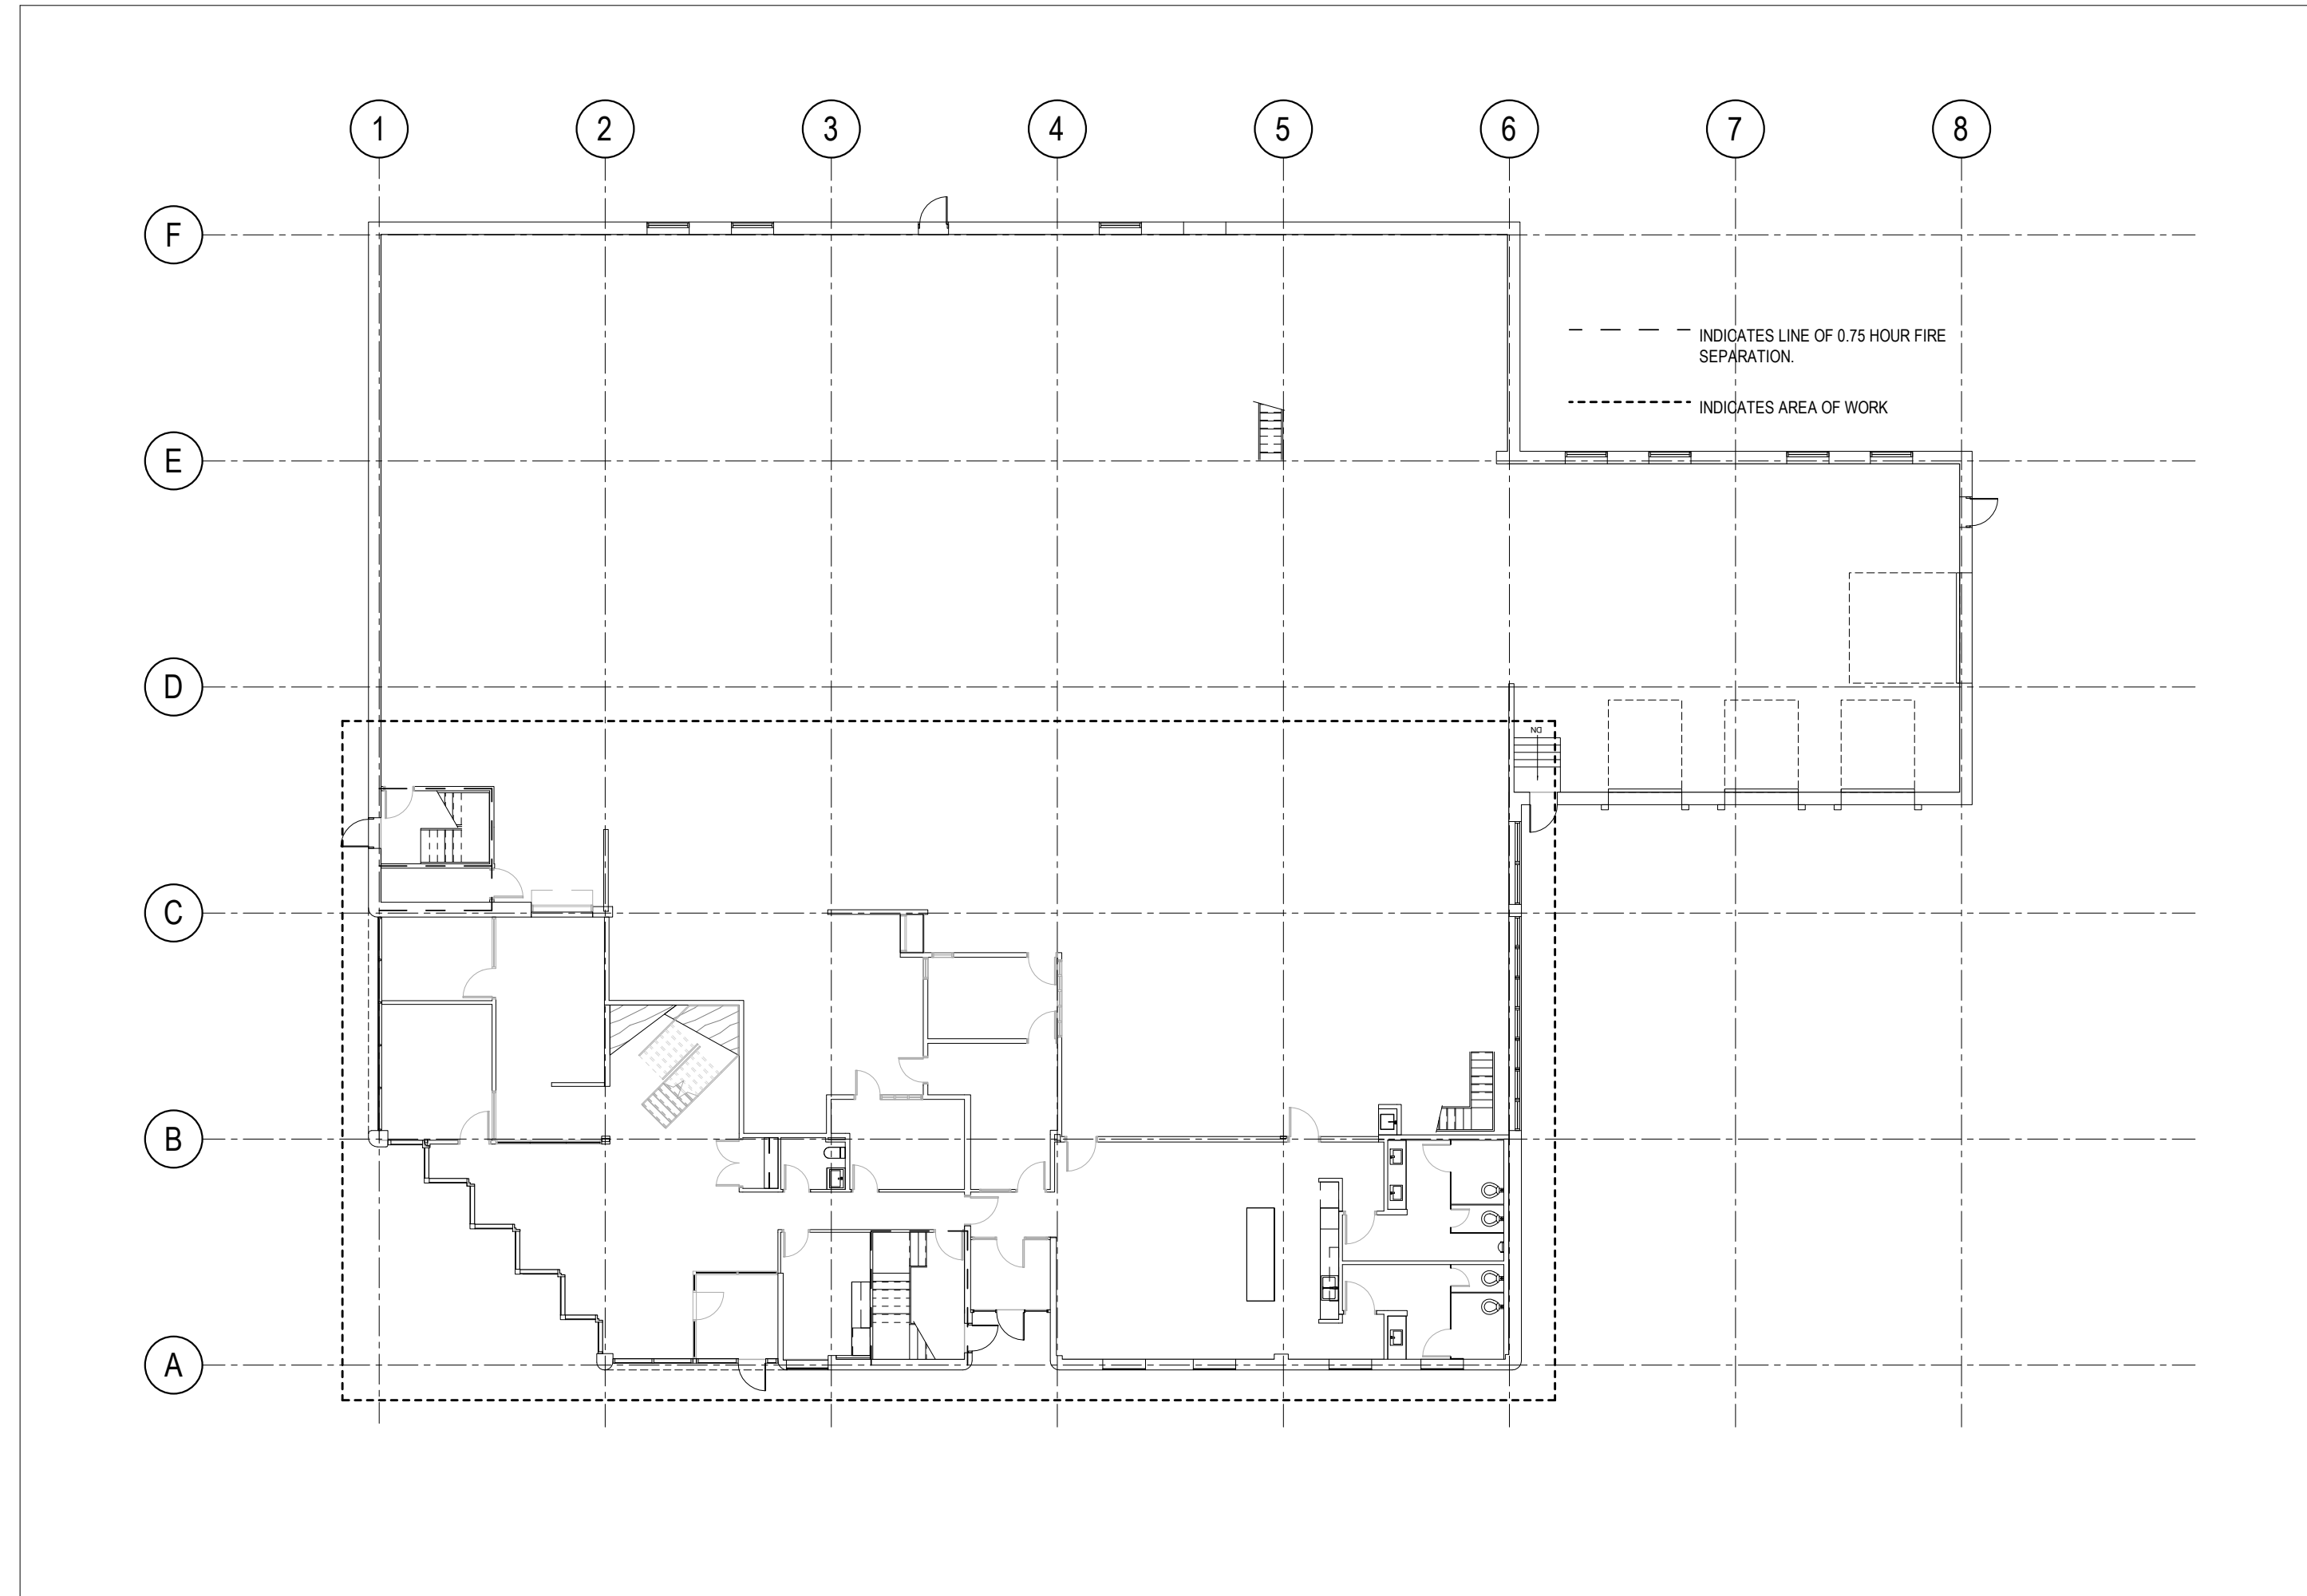 1 2 3 4 5 6 7 8
F
INDICATES LINE OF 0.75 HOUR FIRE
SEPARATION.
INDICATES AREA OF WORK
E
D
DN
C
B
A